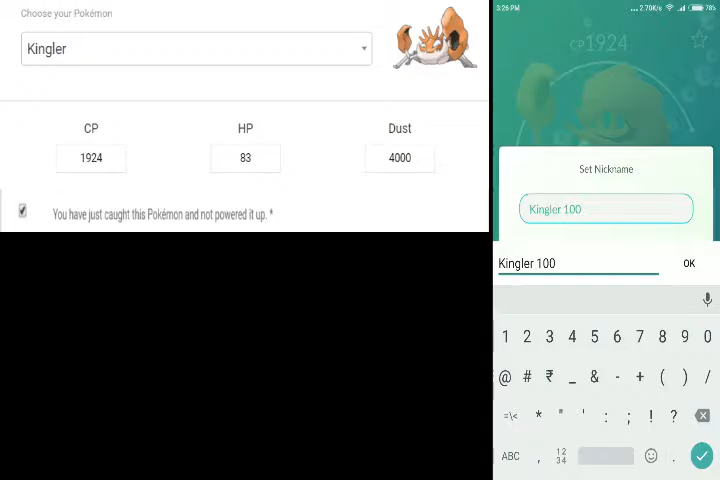 Choose your Pokémon
Kingler
CP
HP
Dust
1924
83
4000
You have just caught this Pokémon and not powered it up. *
3:26 PM
... 2.70K/s
78%
CP1924
Set Nickname
Kingler 100
Kingler 100
OK
1 2 3 4 5 6 7 8 9 0
@ # ₹ _ & - + ( ) /
=\< * " ' : ; ! ?
ABC , 12 34 .